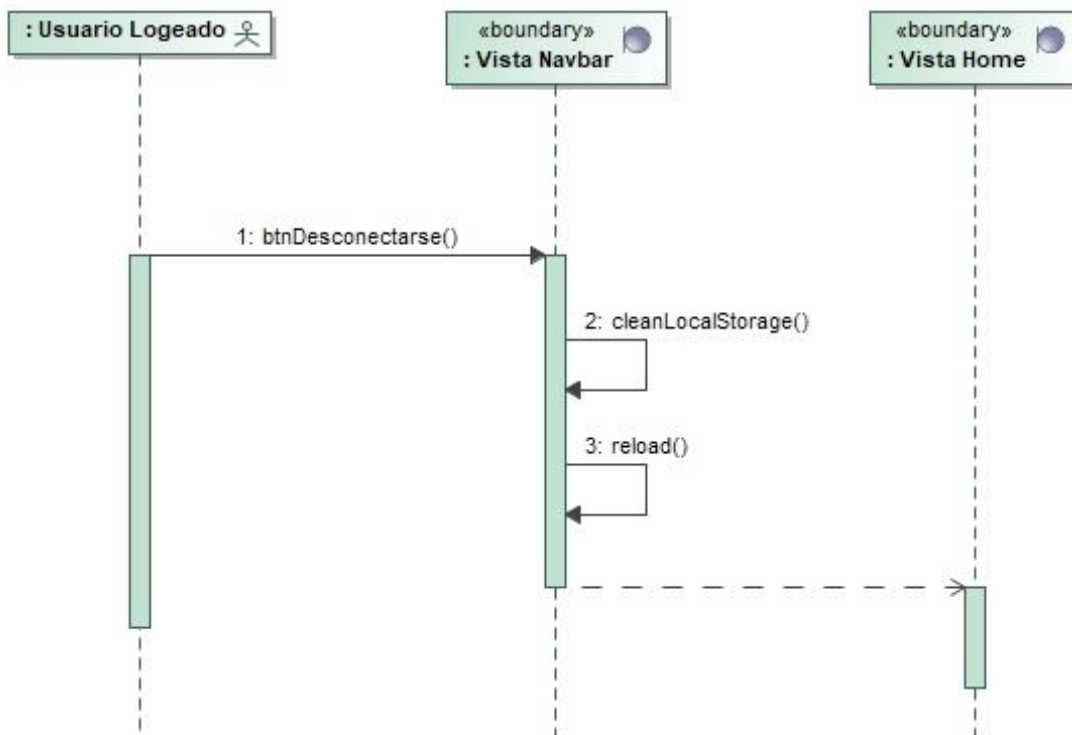 : Usuario Logeado
«boundary»
: Vista Navbar
«boundary»
: Vista Home
1: btnDesconectarse()
2: cleanLocalStorage()
3: reload()